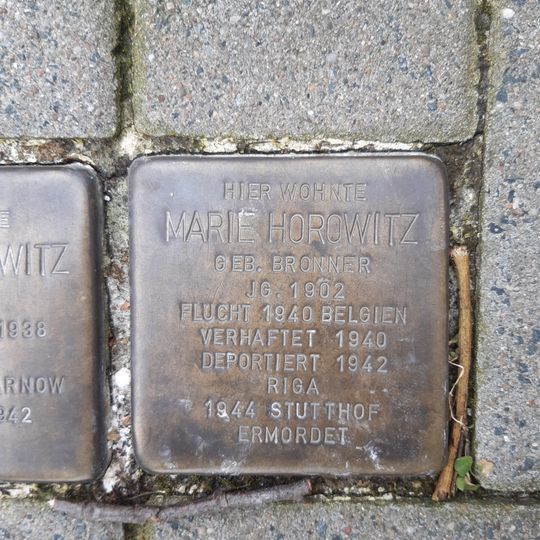 HIER WOHNTE
MARIE HOROWITZ
GEB. BRONNER
JG. 1902
FLUCHT 1940 BELGIEN
VERHAFTET 1940
DEPORTIERT 1942
RIGA
1944 STUTTHOF
ERMORDET
WITZ
1938
ARNOW
942